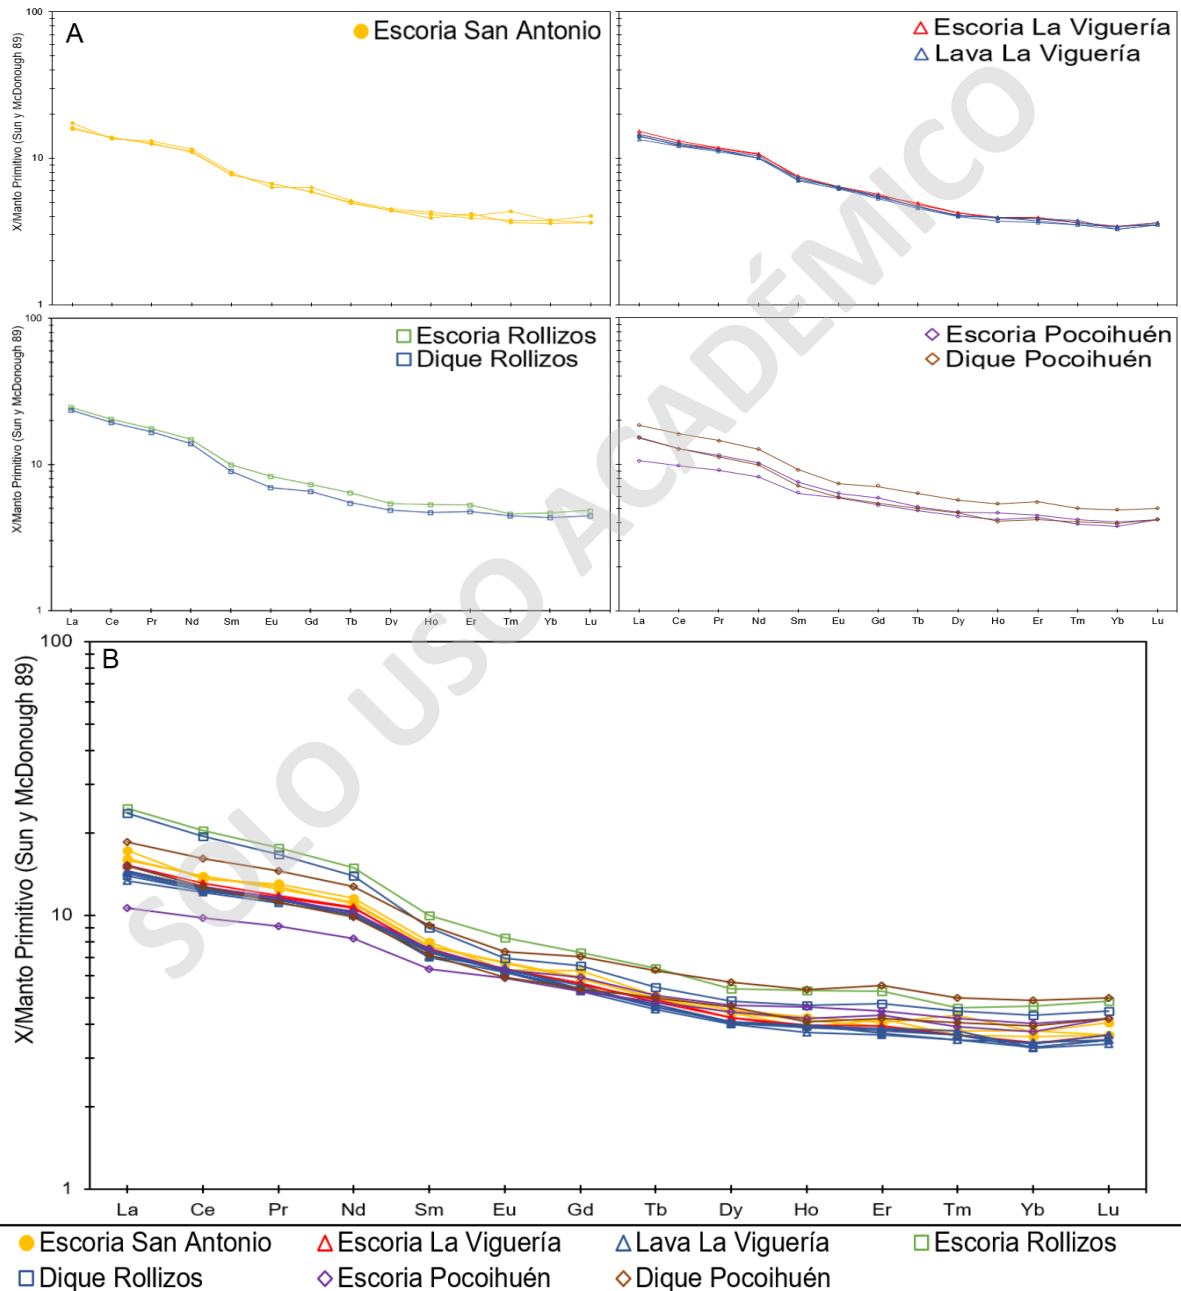 A
Escoria San Antonio
Escoria La Viguería
Lava La Viguería
X/Manto Primitivo (Sun y McDonough 89)
100
10
1
Escoria Rollizos
Dique Rollizos
Escoria Pocoihuén
Dique Pocoihuén
X/Manto Primitivo (Sun y McDonough 89)
100
10
1
La Ce Pr Nd Sm Eu Gd Tb Dy Ho Er Tm Yb Lu
La Ce Pr Nd Sm Eu Gd Tb Dy Ho Er Tm Yb Lu
B
X/Manto Primitivo (Sun y McDonough 89)
100
10
1
La Ce Pr Nd Sm Eu Gd Tb Dy Ho Er Tm Yb Lu
Escoria San Antonio Escoria La Viguería Lava La Viguería Escoria Rollizos
Dique Rollizos Escoria Pocoihuén Dique Pocoihuén
SOLO USO ACADÉMICO